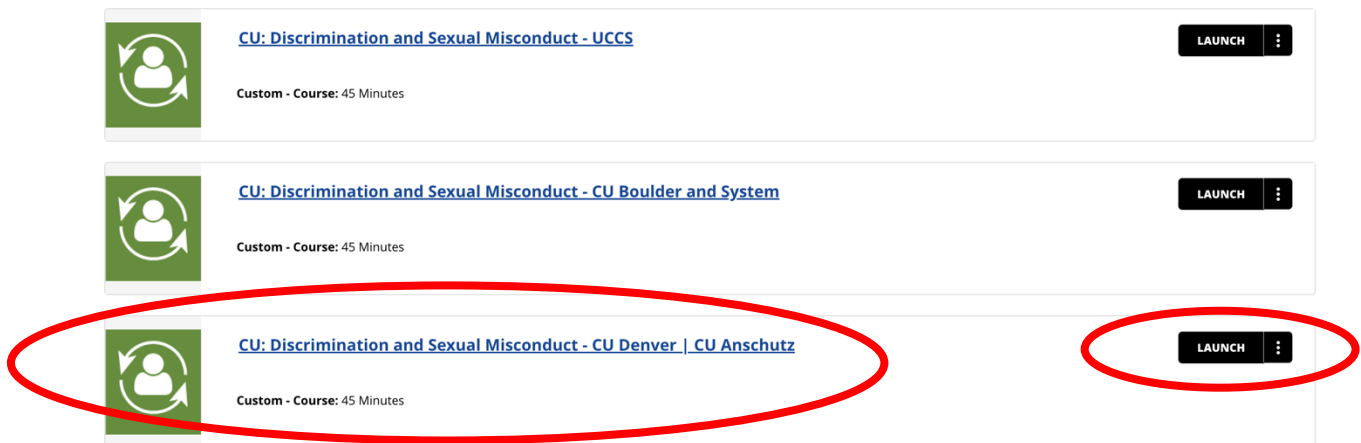 CU: Discrimination and Sexual Misconduct - UCCS
LAUNCH
Custom - Course: 45 Minutes
CU: Discrimination and Sexual Misconduct - CU Boulder and System
LAUNCH
Custom - Course: 45 Minutes
CU: Discrimination and Sexual Misconduct - CU Denver | CU Anschutz
LAUNCH
Custom - Course: 45 Minutes